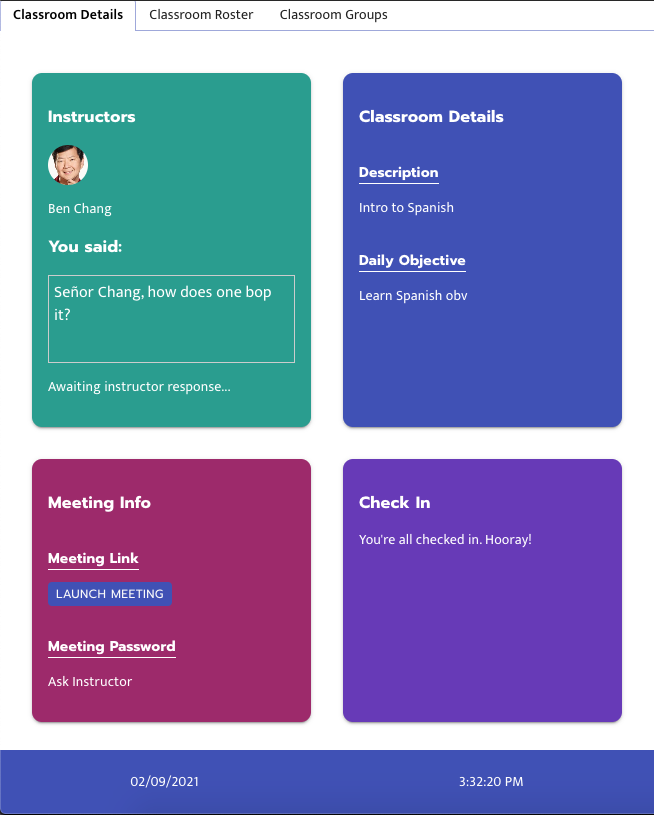 Classroom Details
Classroom Roster
Classroom Groups
Instructors
Ben Chang
You said:
Señor Chang, how does one bop
it?
Awaiting instructor response...
Classroom Details
Description
Intro to Spanish
Daily Objective
Learn Spanish obv
Meeting Info
Meeting Link
LAUNCH MEETING
Meeting Password
Ask Instructor
Check In
You're all checked in. Hooray!
02/09/2021
3:32:20 PM